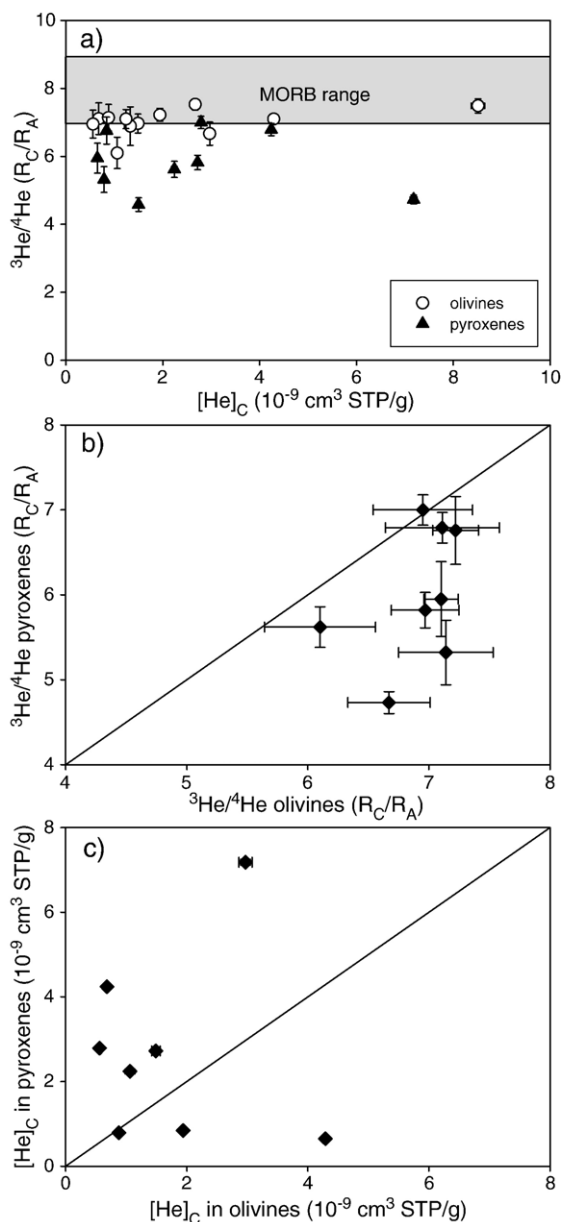 a)
³He/⁴He (R_C/R_A)
10
8
6
4
2
0
MORB range
olivines
pyroxenes
0 2 4 6 8 10
[He]_C (10⁻⁹ cm³ STP/g)
b)
³He/⁴He pyroxenes (R_C/R_A)
8
7
6
5
4
4 5 6 7 8
³He/⁴He olivines (R_C/R_A)
c)
[He]_C in pyroxenes (10⁻⁹ cm³ STP/g)
8
6
4
2
0
0 2 4 6 8
[He]_C in olivines (10⁻⁹ cm³ STP/g)